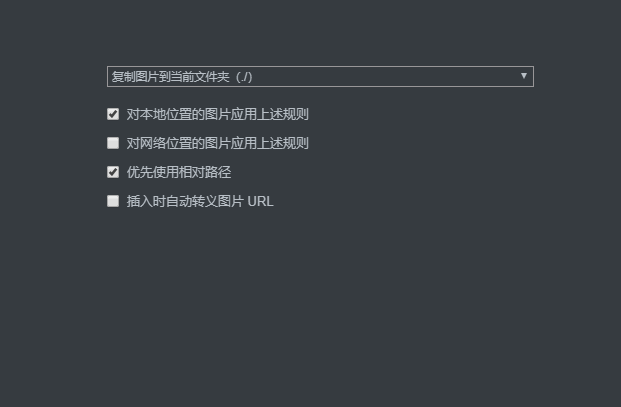 复制图片到当前文件夹（./）
对本地位置的图片应用上述规则
对网络位置的图片应用上述规则
优先使用相对路径
插入时自动转义图片 URL